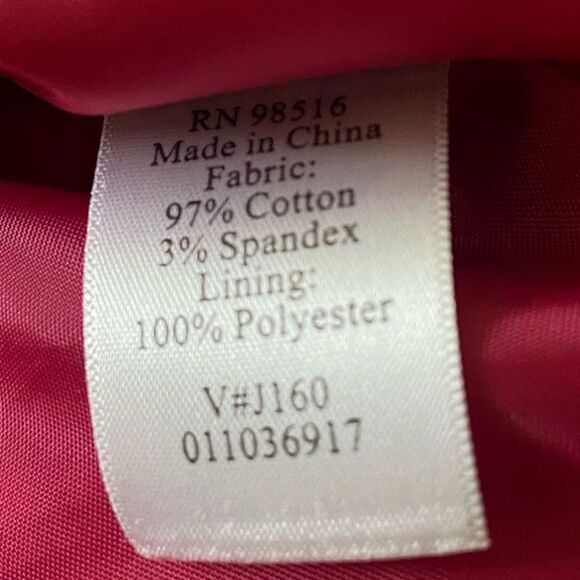 RN 98516
Made in China
Fabric:
97% Cotton
3% Spandex
Lining:
100% Polyester
V#J160
011036917